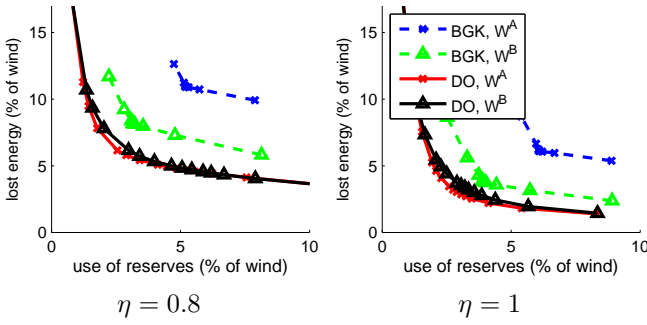 lost energy (% of wind)
15
10
5
0
0
5
10
use of reserves (% of wind)
η = 0.8
lost energy (% of wind)
15
10
5
0
BGK, W^A
BGK, W^B
DO, W^A
DO, W^B
0
5
10
use of reserves (% of wind)
η = 1